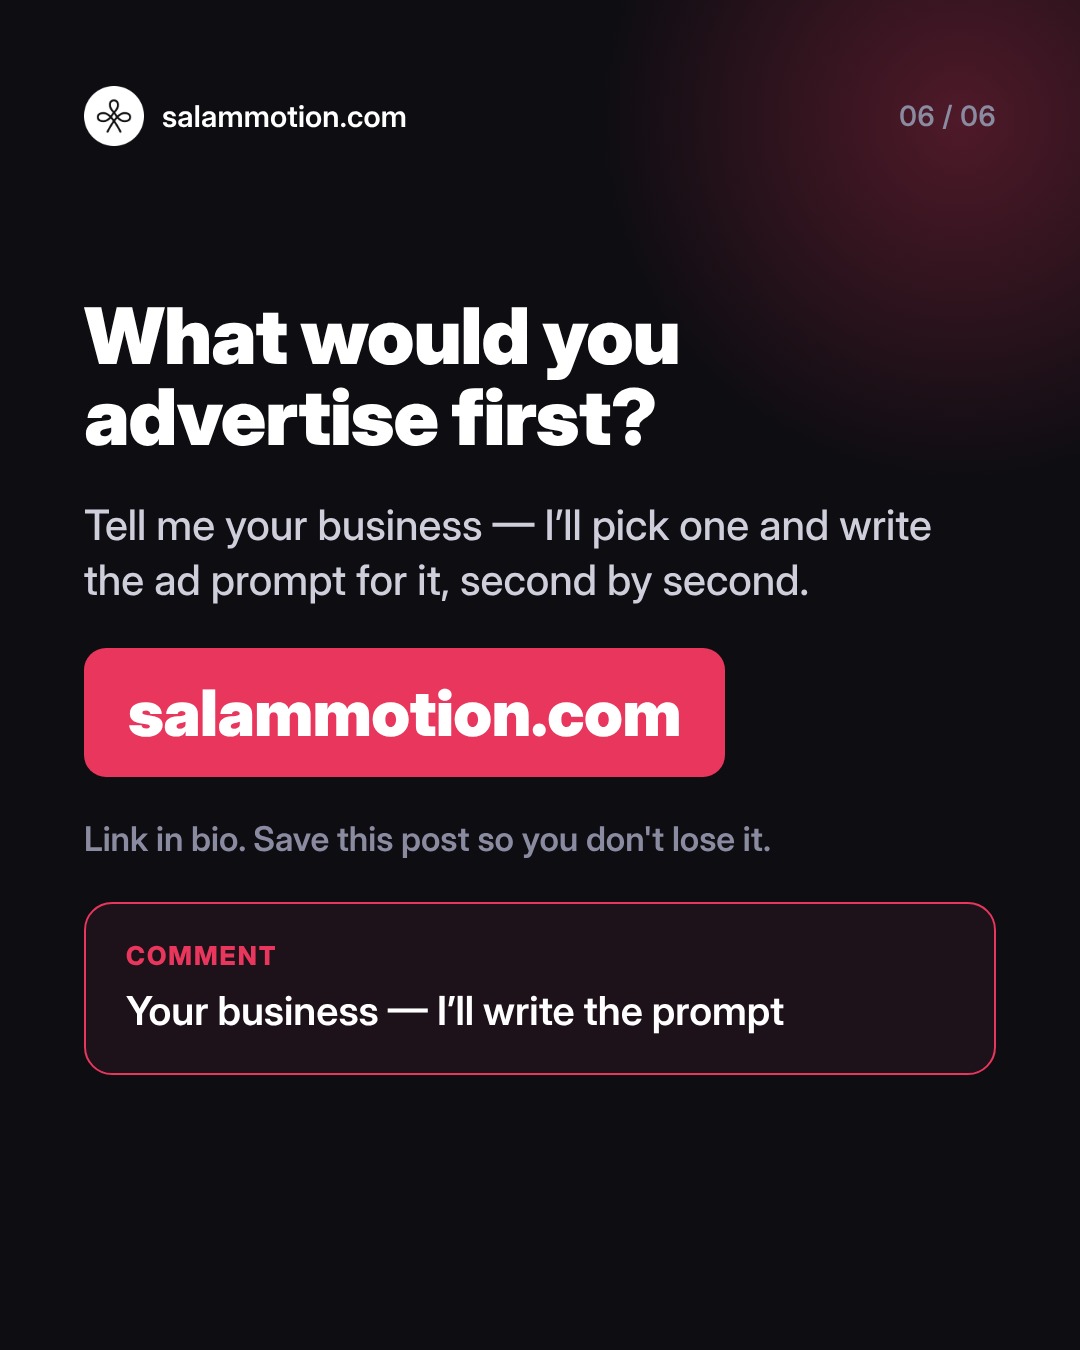 salammotion.com
06 / 06
What would you
advertise first?
Tell me your business — I’ll pick one and write
the ad prompt for it, second by second.
salammotion.com
Link in bio. Save this post so you don't lose it.
COMMENT
Your business — I’ll write the prompt